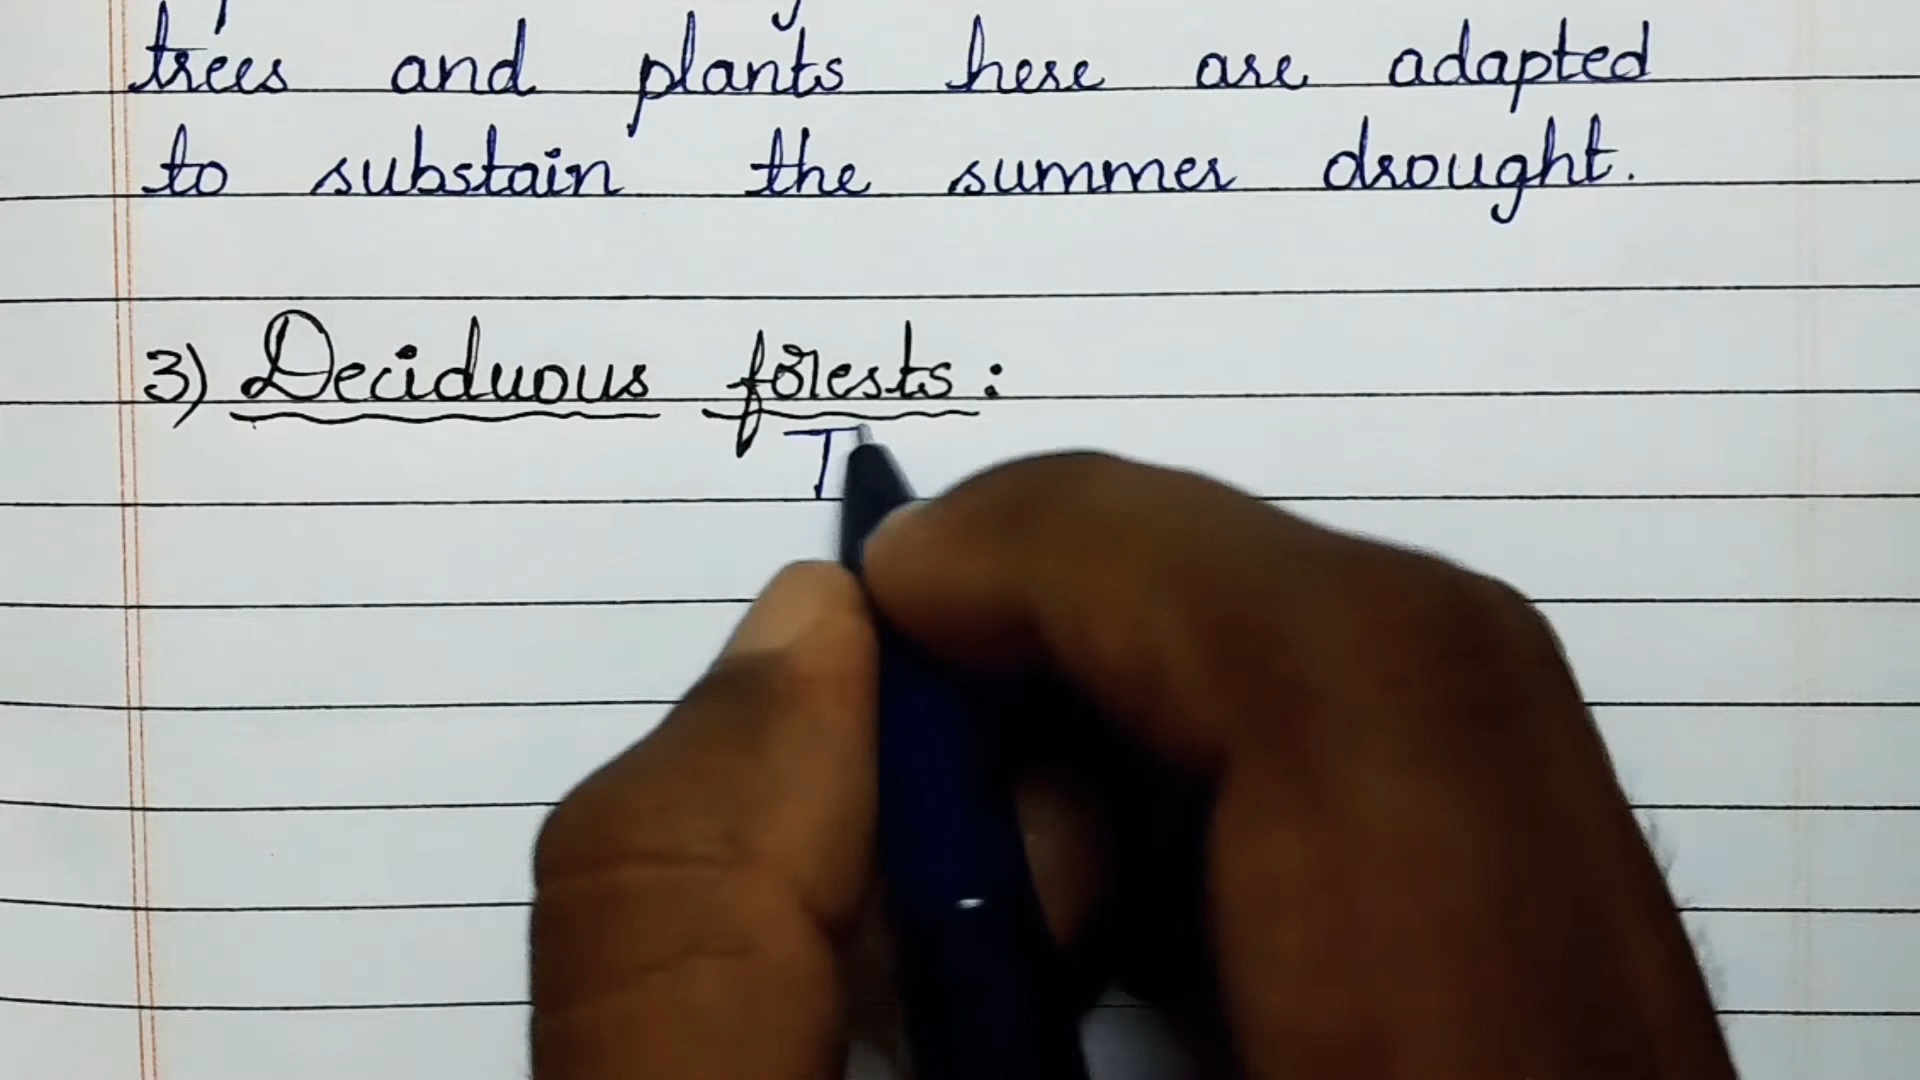 trees and plants here are adapted
to substain the summer drought.
3) Deciduous forests:
T